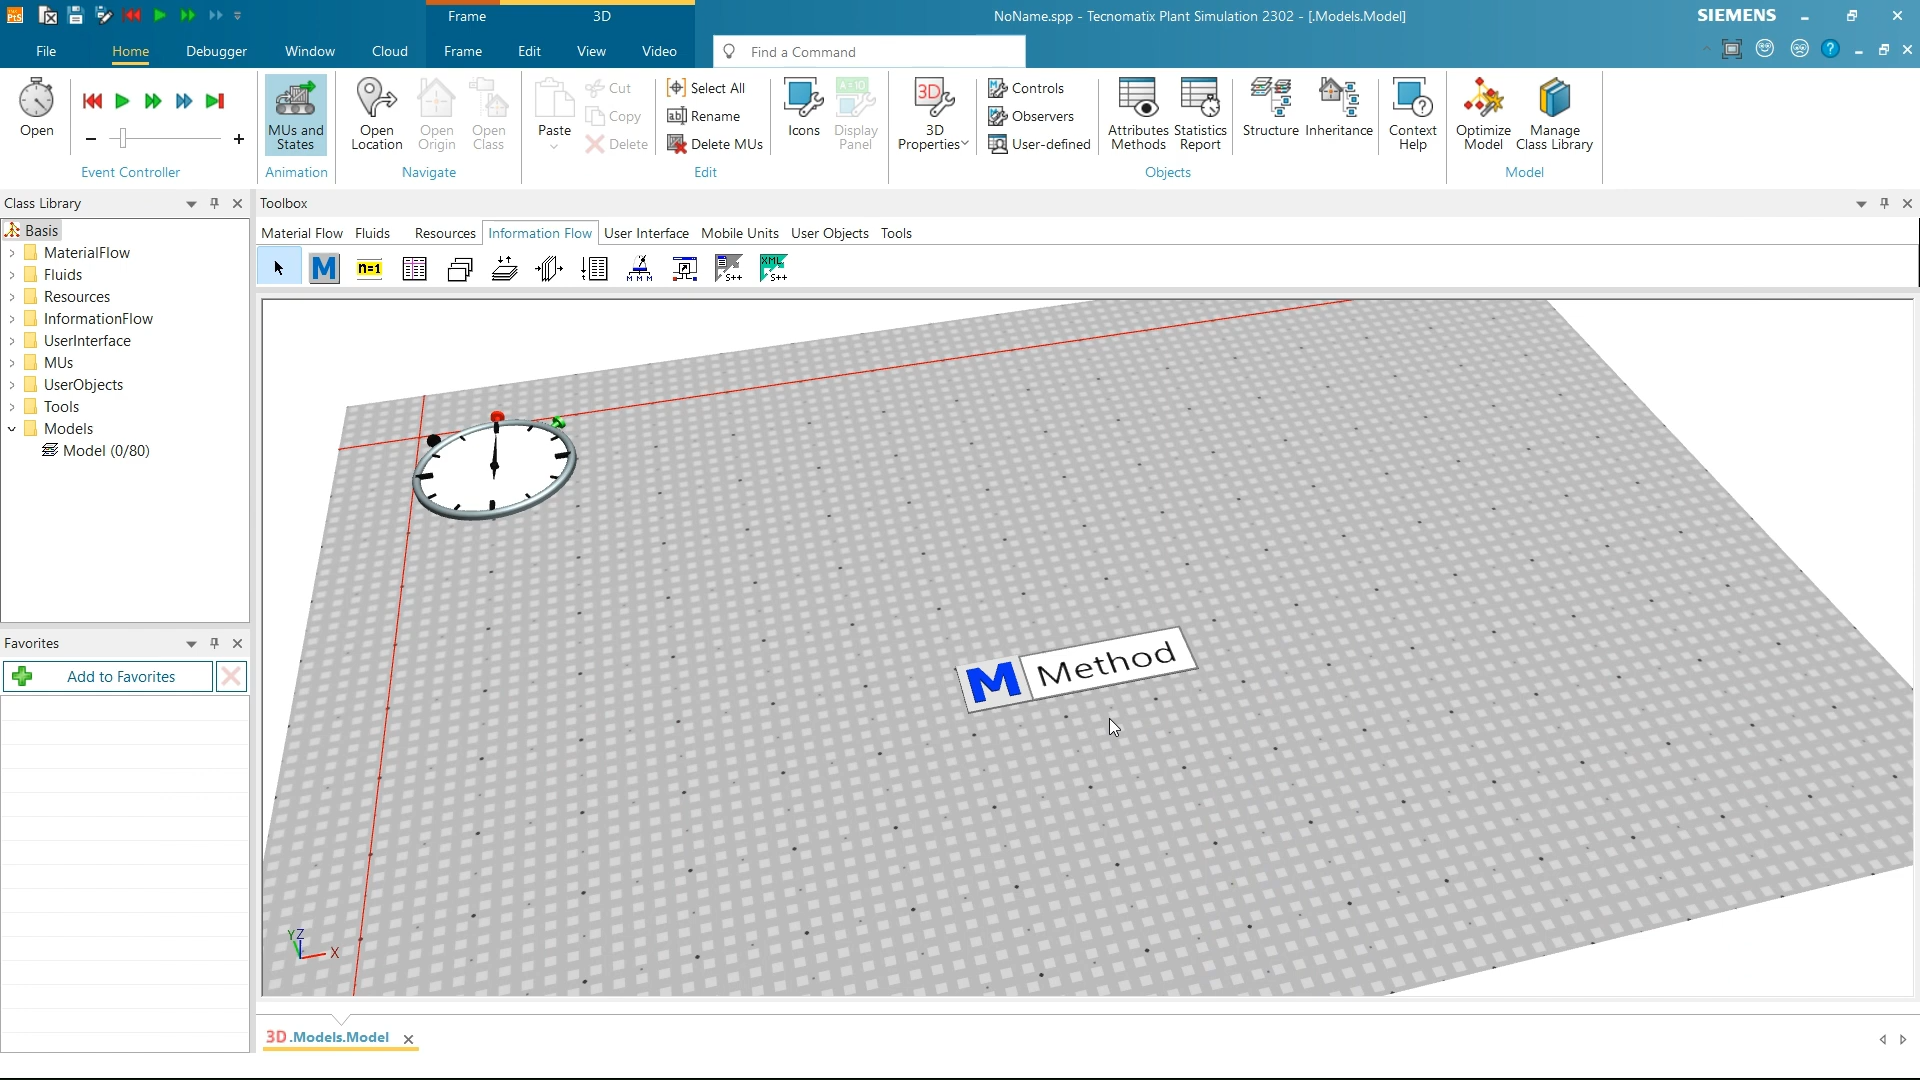 Frame
3D
NoName.spp - Tecnomatix Plant Simulation 2302 - [.Models.Model]
SIEMENS
File
Home
Debugger
Window
Cloud
Frame
Edit
View
Video
Find a Command
Open
Event Controller
MUs and
States
Animation
Open
Location
Open
Origin
Open
Class
Navigate
Paste
Cut
Copy
Delete
Select All
Rename
Delete MUs
Edit
Icons
Display
Panel
3D
Properties
Controls
Observers
User-defined
Attributes
Methods
Statistics
Report
Structure
Inheritance
Objects
Context
Help
Optimize
Model
Manage
Class Library
Model
Class Library
Basis
MaterialFlow
Fluids
Resources
InformationFlow
UserInterface
MUs
UserObjects
Tools
Models
Model (0/80)
Favorites
Add to Favorites
Toolbox
Material Flow
Fluids
Resources
Information Flow
User Interface
Mobile Units
User Objects
Tools
M
n=1
S++
XML
S++
M Method
Z
Y
X
3D .Models.Model